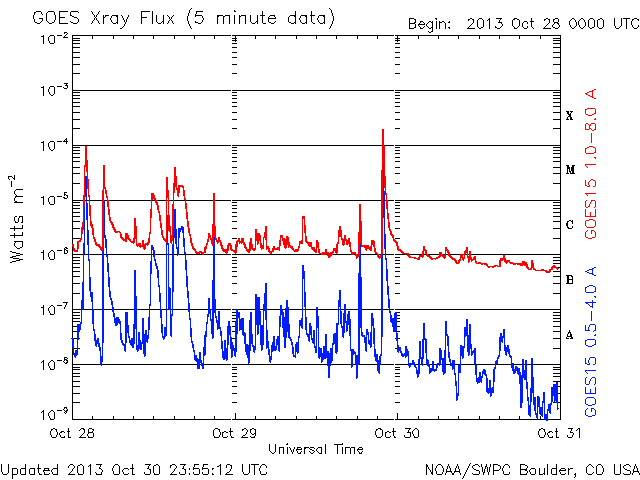 GOES Xray Flux (5 minute data)
Begin: 2013 Oct 28 0000 UTC
10⁻²
10⁻³
10⁻⁴
10⁻⁵
10⁻⁶
10⁻⁷
10⁻⁸
10⁻⁹
Watts m⁻²
X
M
C
B
A
GOES15 1.0–8.0 A
GOES15 0.5–4.0 A
Oct 28
Oct 29
Oct 30
Oct 31
Universal Time
Updated 2013 Oct 30 23:55:12 UTC
NOAA/SWPC Boulder, CO USA